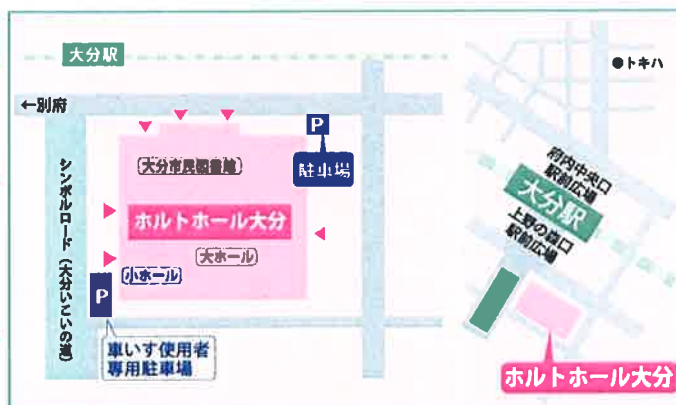 大分駅
←別府
シンボルロード（大分いこいの道）
P
駐車場
大分市民図書館
ホルトホール大分
大ホール
小ホール
P
車いす使用者
専用駐車場
●トキハ
府内中央口
駅前広場
大分駅
上野の森口
駅前広場
ホルトホール大分